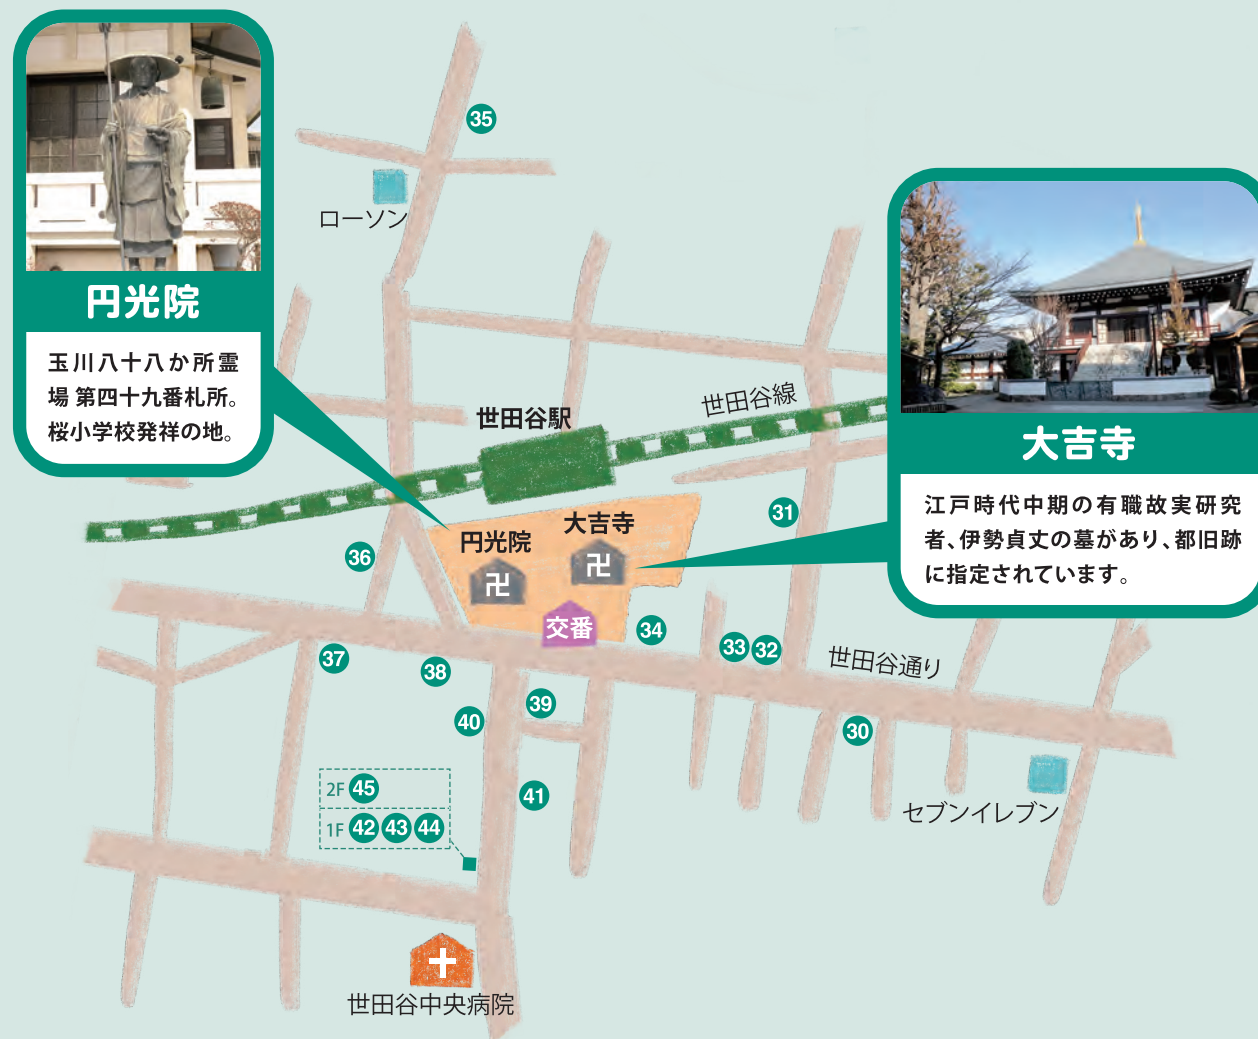 円光院
玉川八十八か所霊
場 第四十九番札所。
桜小学校発祥の地。
35
ローソン
世田谷駅
世田谷線
大吉寺
江戸時代中期の有職故実研究
者、伊勢貞丈の墓があり、都旧跡
に指定されています。
31
36
円光院
卍
大吉寺
卍
交番
34
33
32
世田谷通り
37
38
39
40
30
セブンイレブン
41
2F 45
1F 42 43 44
世田谷中央病院